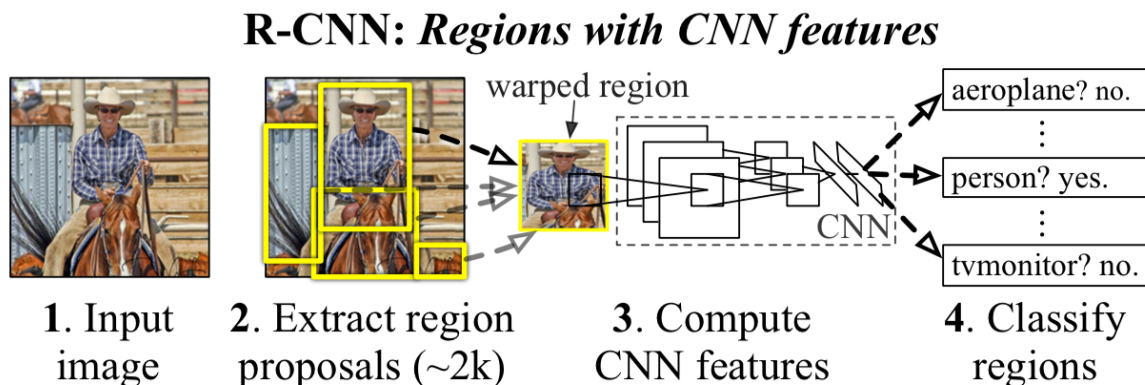 R-CNN: Regions with CNN features
warped region
aeroplane? no.
person? yes.
tvmonitor? no.
CNN
1. Input
image
2. Extract region
proposals (~2k)
3. Compute
CNN features
4. Classify
regions